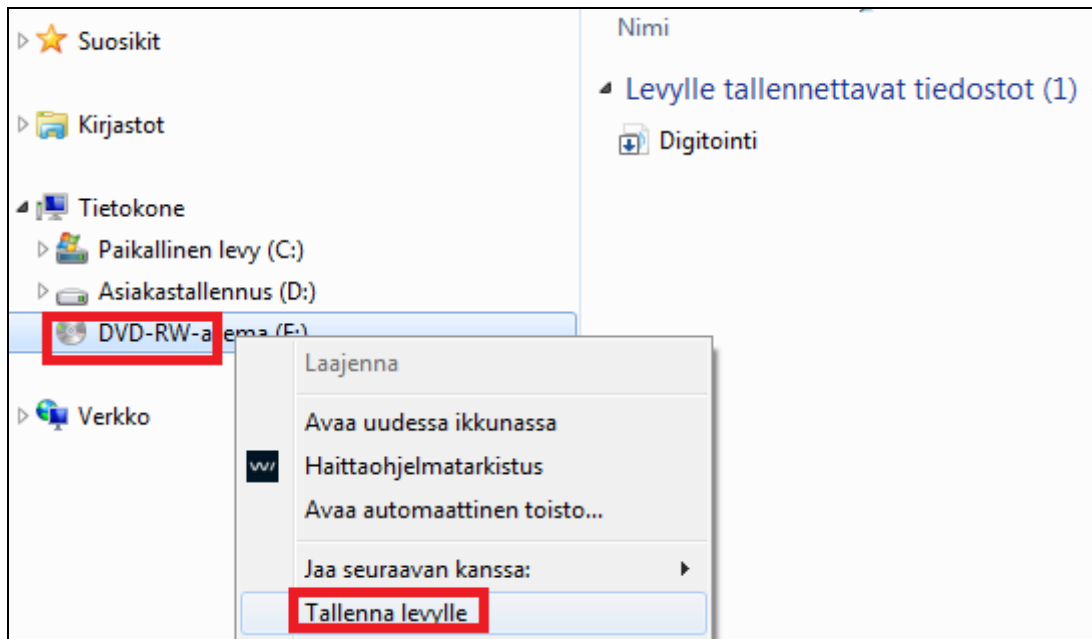 Suosikit
Kirjastot
Tietokone
Paikallinen levy (C:)
Asiakastallennus (D:)
DVD-RW-asema (E:)
Verkko
Nimi
Levylle tallennettavat tiedostot (1)
Digitointi
Laajenna
Avaa uudessa ikkunassa
Haittaohjelmatarkistus
Avaa automaattinen toisto...
Jaa seuraavan kanssa:
Tallenna levylle